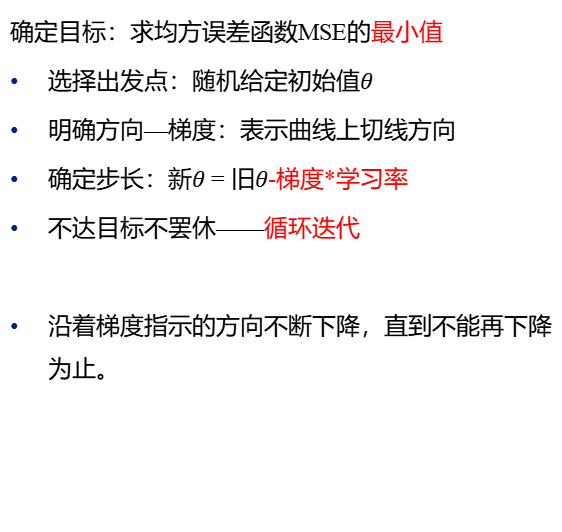 确定目标：求均方误差函数MSE的最小值
• 选择出发点：随机给定初始值θ
• 明确方向—梯度：表示曲线上切线方向
• 确定步长：新θ = 旧θ-梯度*学习率
• 不达目标不罢休——循环迭代
• 沿着梯度指示的方向不断下降，直到不能再下降
为止。